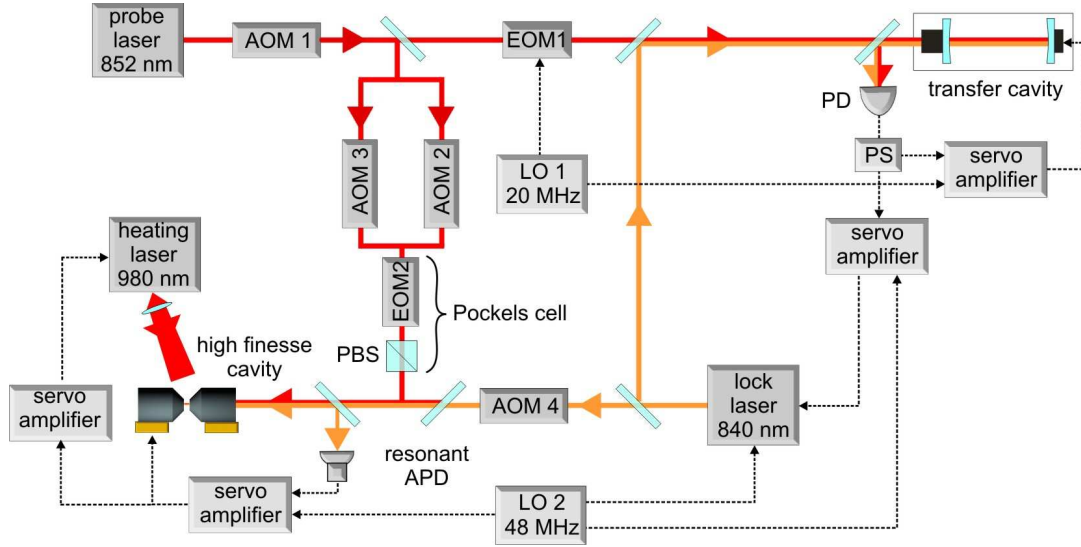 probe
laser
852 nm
AOM 1
EOM1
transfer cavity
PD
PS
servo
amplifier
AOM 3
AOM 2
LO 1
20 MHz
servo
amplifier
heating
laser
980 nm
EOM2
Pockels cell
PBS
high finesse
cavity
servo
amplifier
AOM 4
lock
laser
840 nm
resonant
APD
servo
amplifier
LO 2
48 MHz